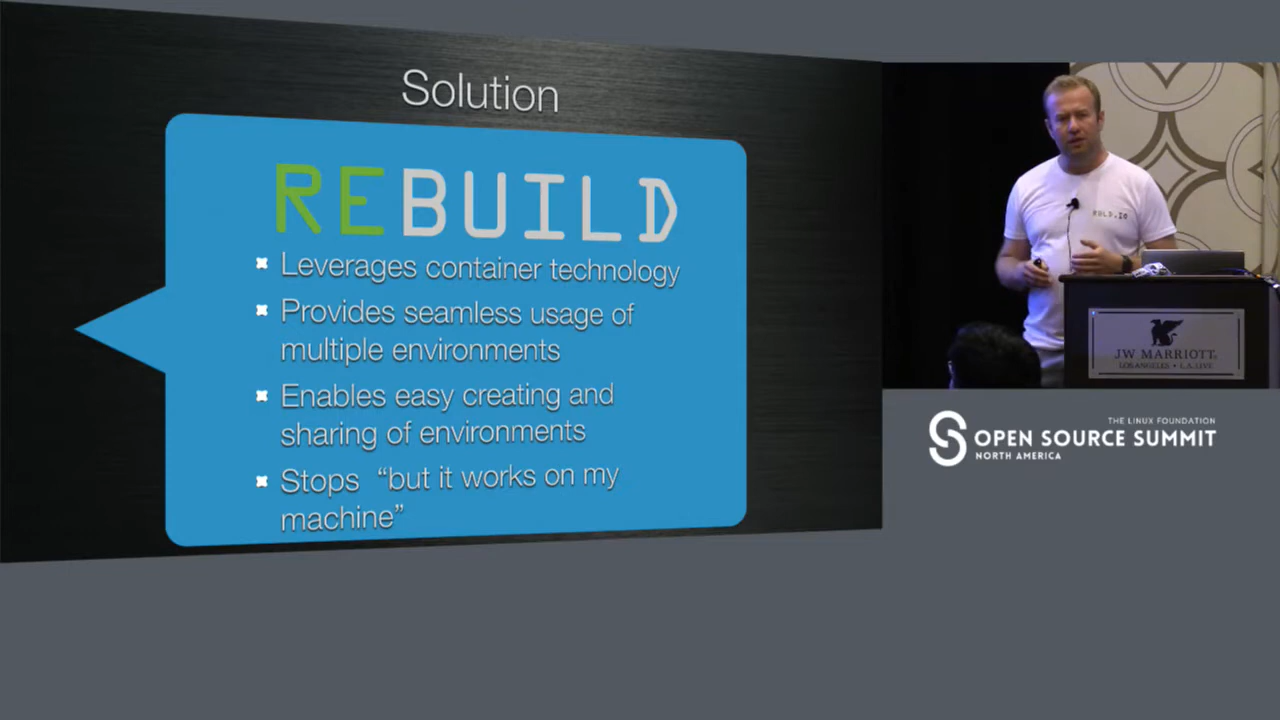 Solution
REBUILD
Leverages container technology
Provides seamless usage of
multiple environments
Enables easy creating and
sharing of environments
Stops “but it works on my
machine”
RBLD.IO
JW MARRIOTT
LOS ANGELES • L.A. LIVE
THE LINUX FOUNDATION
OPEN SOURCE SUMMIT
NORTH AMERICA